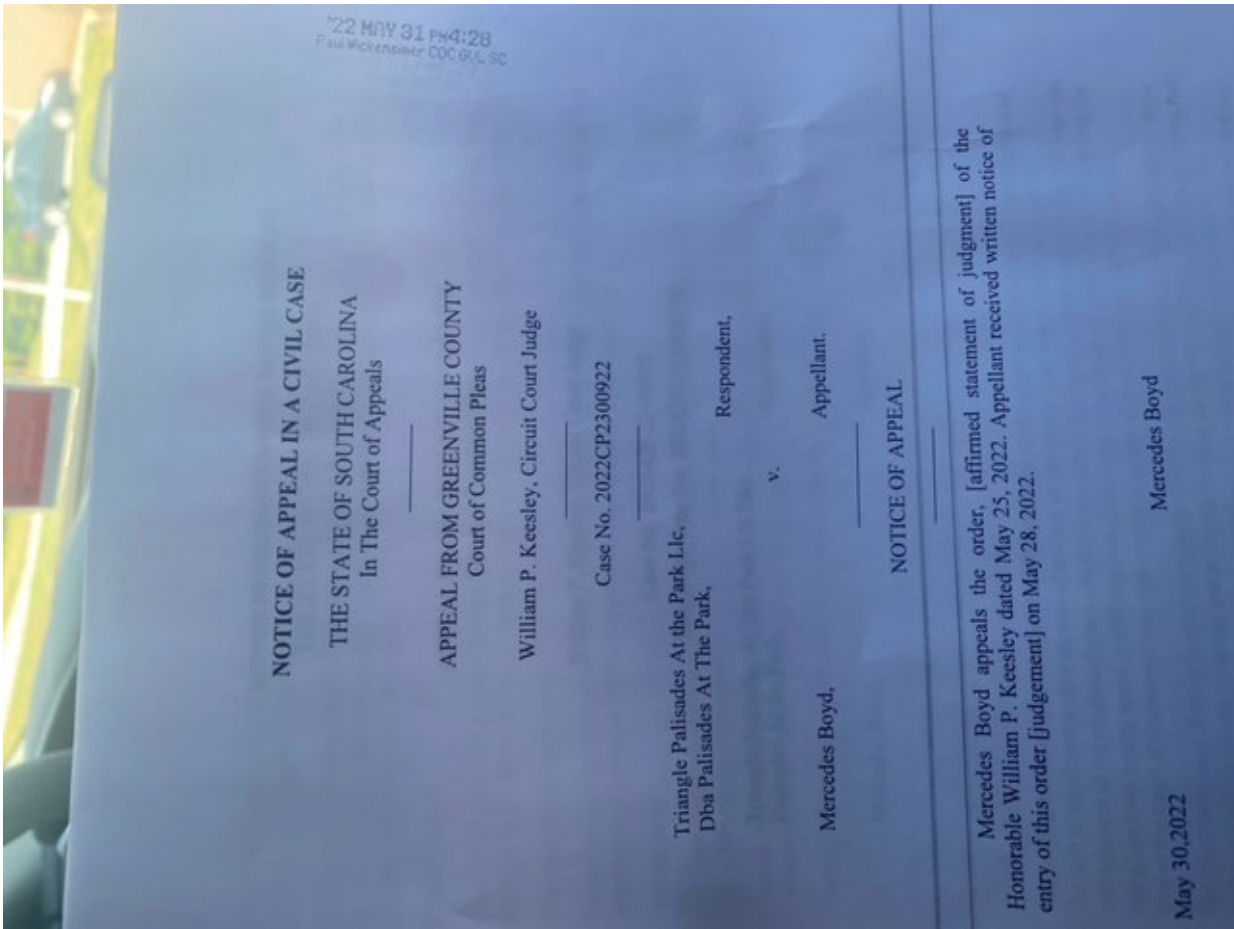 '22 MAY 31 PM4:28
Paul Wickensimer COC GVL SC
NOTICE OF APPEAL IN A CIVIL CASE
THE STATE OF SOUTH CAROLINA
In The Court of Appeals
APPEAL FROM GREENVILLE COUNTY
Court of Common Pleas
William P. Keesley, Circuit Court Judge
Case No. 2022CP2300922
Triangle Palisades At the Park Llc,
Dba Palisades At The Park,
Respondent,
v.
Mercedes Boyd,
Appellant.
NOTICE OF APPEAL
Mercedes Boyd appeals the order, [affirmed statement of judgment] of the
Honorable William P. Keesley dated May 25, 2022. Appellant received written notice of
entry of this order [judgement] on May 28, 2022.
Mercedes Boyd
May 30,2022